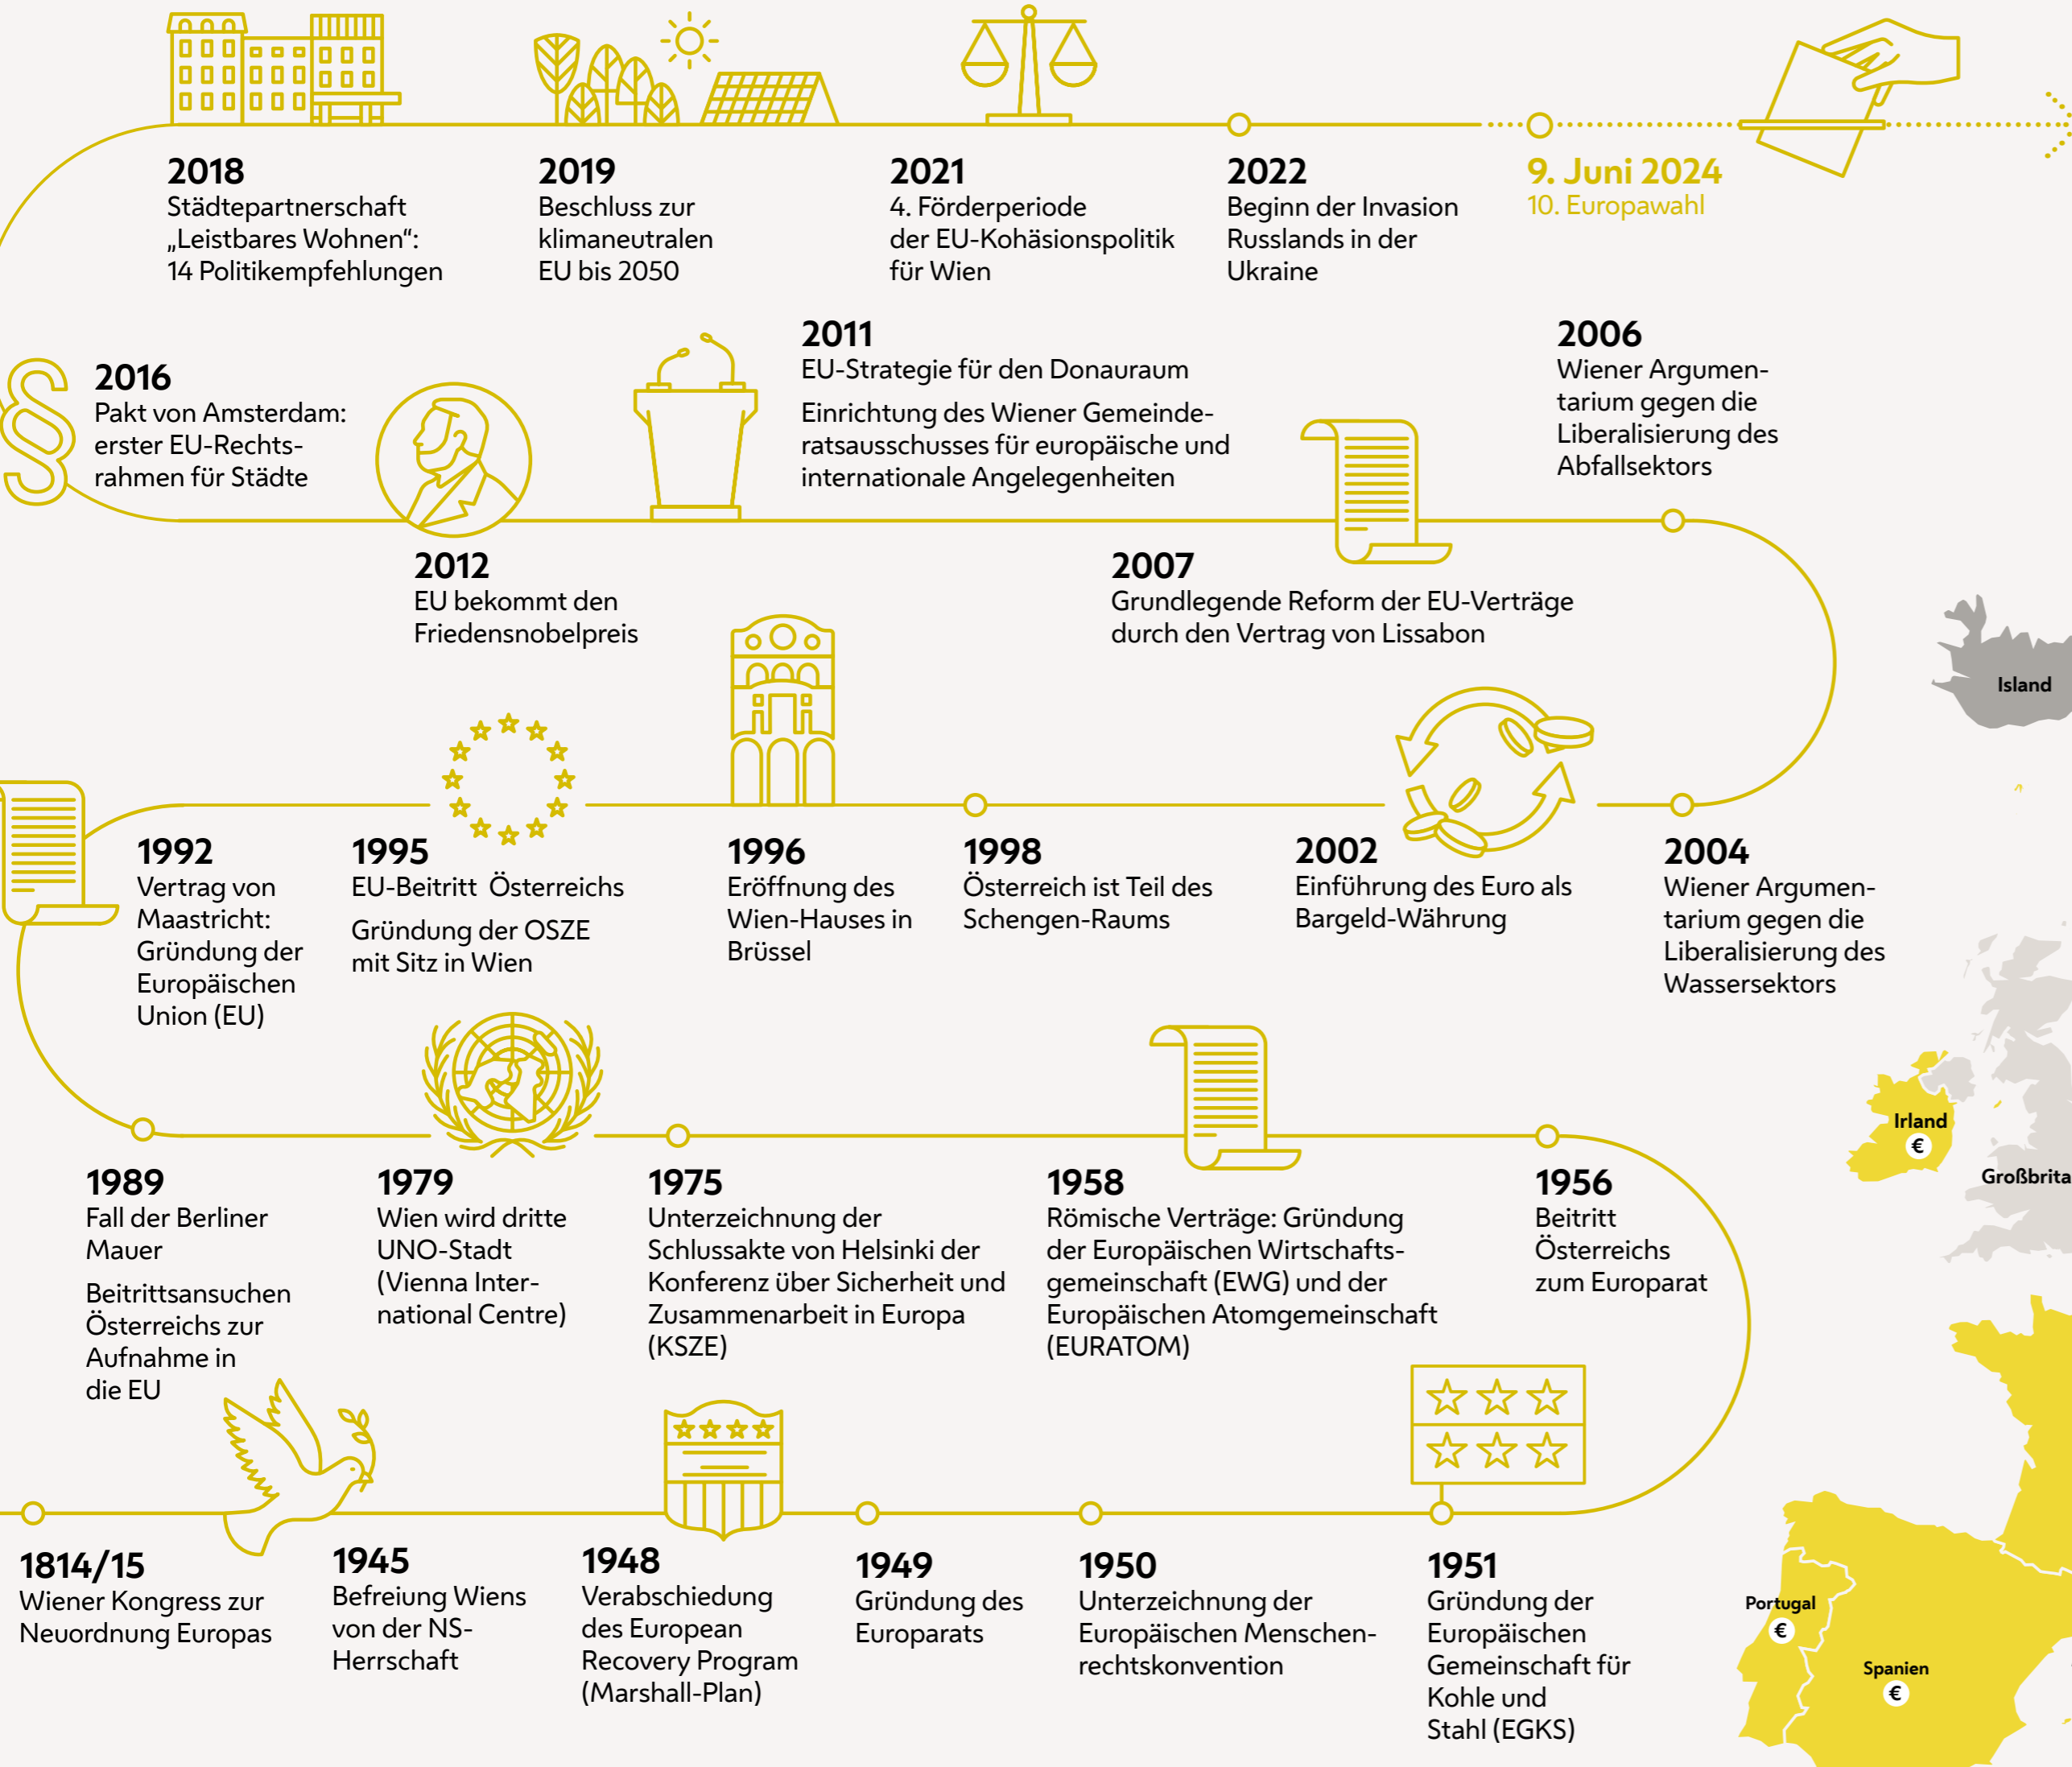 2018
Städtepartnerschaft
„Leistbares Wohnen“:
14 Politikempfehlungen
2019
Beschluss zur
klimaneutralen
EU bis 2050
2021
4. Förderperiode
der EU-Kohäsionspolitik
für Wien
2022
Beginn der Invasion
Russlands in der
Ukraine
9. Juni 2024
10. Europawahl
2016
Pakt von Amsterdam:
erster EU-Rechts-
rahmen für Städte
2012
EU bekommt den
Friedensnobelpreis
2011
EU-Strategie für den Donauraum
Einrichtung des Wiener Gemeinde-
ratsausschusses für europäische und
internationale Angelegenheiten
2007
Grundlegende Reform der EU-Verträge
durch den Vertrag von Lissabon
2006
Wiener Argumen-
tarium gegen die
Liberalisierung des
Abfallsektors
1992
Vertrag von
Maastricht:
Gründung der
Europäischen
Union (EU)
1995
EU-Beitritt Österreichs
Gründung der OSZE
mit Sitz in Wien
1996
Eröffnung des
Wien-Hauses in
Brüssel
1998
Österreich ist Teil des
Schengen-Raums
2002
Einführung des Euro als
Bargeld-Währung
2004
Wiener Argumen-
tarium gegen die
Liberalisierung des
Wassersektors
1989
Fall der Berliner
Mauer
Beitrittsansuchen
Österreichs zur
Aufnahme in
die EU
1979
Wien wird dritte
UNO-Stadt
(Vienna Inter-
national Centre)
1975
Unterzeichnung der
Schlussakte von Helsinki der
Konferenz über Sicherheit und
Zusammenarbeit in Europa
(KSZE)
1958
Römische Verträge: Gründung
der Europäischen Wirtschafts-
gemeinschaft (EWG) und der
Europäischen Atomgemeinschaft
(EURATOM)
1956
Beitritt
Österreichs
zum Europarat
1814/15
Wiener Kongress zur
Neuordnung Europas
1945
Befreiung Wiens
von der NS-
Herrschaft
1948
Verabschiedung
des European
Recovery Program
(Marshall-Plan)
1949
Gründung des
Europarats
1950
Unterzeichnung der
Europäischen Menschen-
rechtskonvention
1951
Gründung der
Europäischen
Gemeinschaft für
Kohle und
Stahl (EGKS)
Island
Irland
€
Großbrita
Portugal
€
Spanien
€